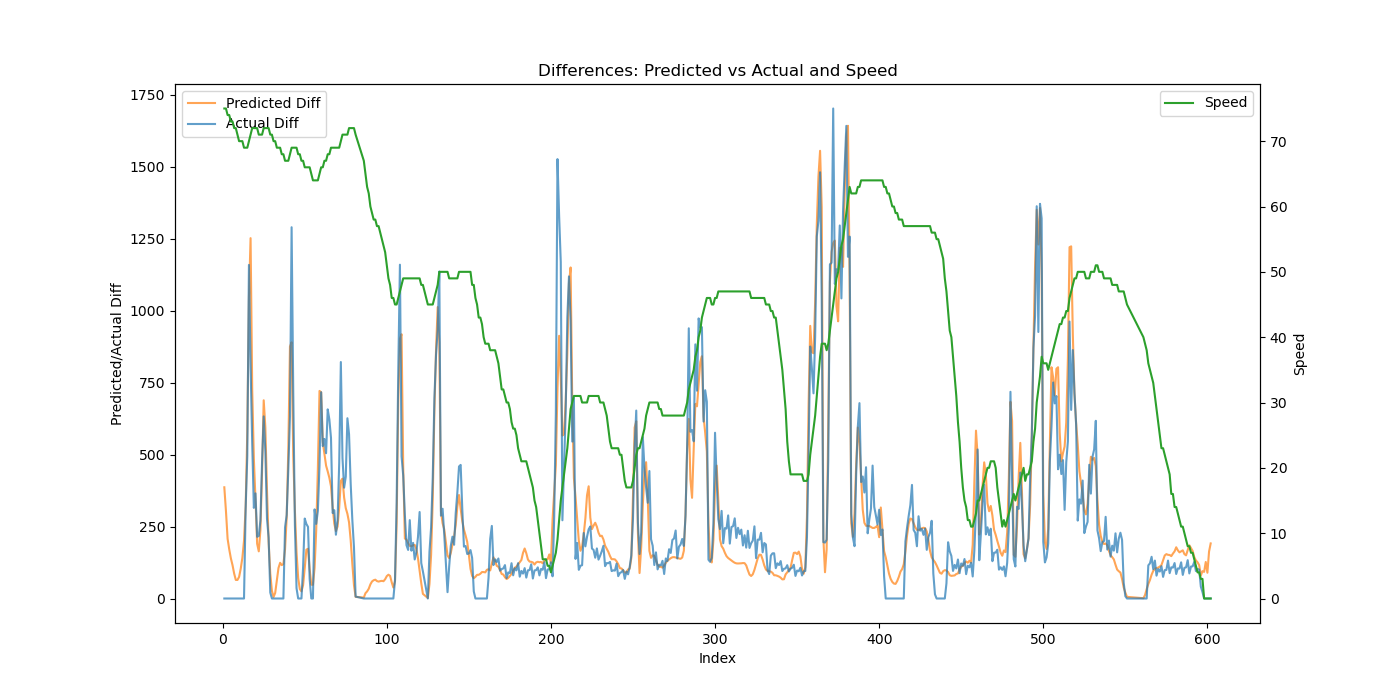 Differences: Predicted vs Actual and Speed
Predicted Diff
Actual Diff
Speed
1750
1500
1250
1000
750
500
250
0
Predicted/Actual Diff
70
60
50
40
30
20
10
0
Speed
0 100 200 300 400 500 600
Index